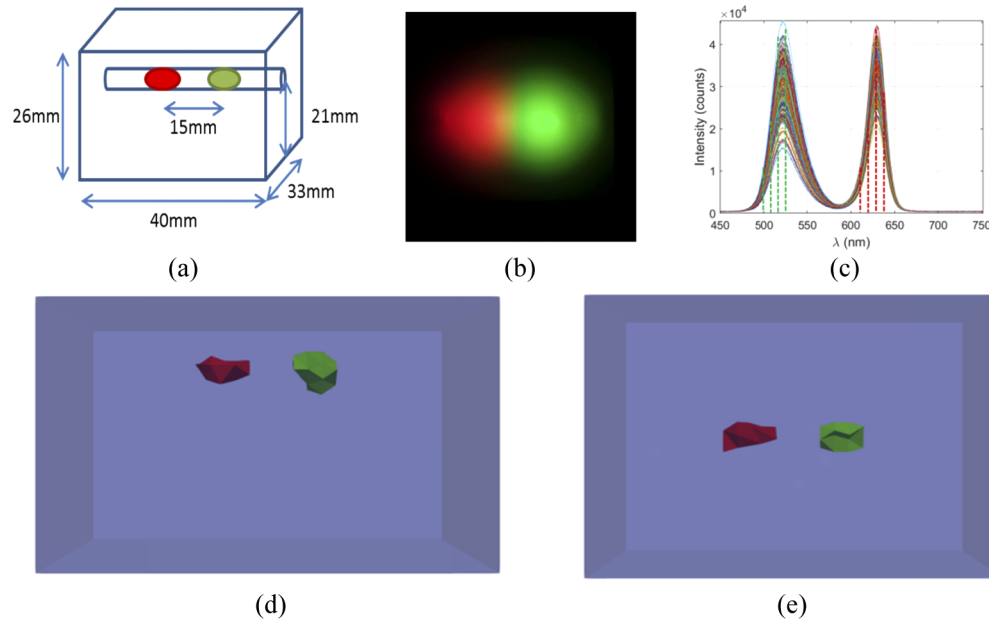 26mm
15mm
21mm
33mm
40mm
(a)
(b)
×10⁴
Intensity (counts)
4
3
2
1
0
450 500 550 600 650 700 750
λ (nm)
(c)
(d)
(e)